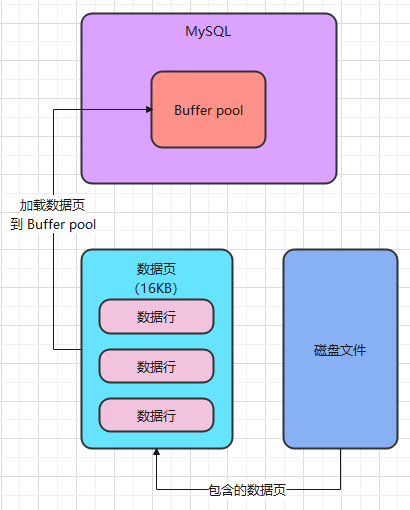 MySQL
Buffer pool
加载数据页
到 Buffer pool
数据页
（16KB）
数据行
数据行
数据行
磁盘文件
包含的数据页